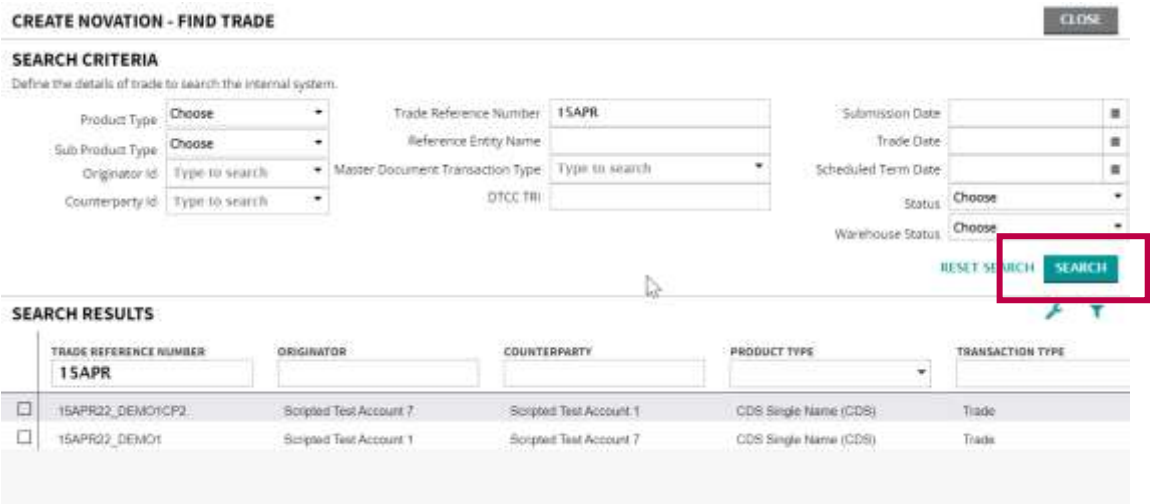 CREATE NOVATION - FIND TRADE CLOSE
SEARCH CRITERIA
Define the details of trade to search the internal system.
Product Type Choose Trade Reference Number 15APR Submission Date
Sub Product Type Choose Reference Entity Name Trade Date
Originator Id Type to search Master Document Transaction Type Type to search Scheduled Term Date
Counterparty Id Type to search DTCC TRI Status Choose
Warehouse Status Choose
RESET SEARCH SEARCH
SEARCH RESULTS
TRADE REFERENCE NUMBER ORIGINATOR COUNTERPARTY PRODUCT TYPE TRANSACTION TYPE
15APR
15APR22_DEMO1CP2 Scripted Test Account 7 Scripted Test Account 1 CDS Single Name (CDS) Trade
15APR22_DEMO1 Scripted Test Account 1 Scripted Test Account 7 CDS Single Name (CDS) Trade